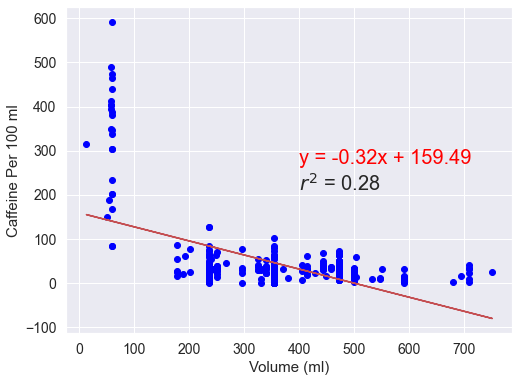 600
500
400
300
200
100
0
−100
Caffeine Per 100 ml
y = -0.32x + 159.49
r² = 0.28
0 100 200 300 400 500 600 700
Volume (ml)